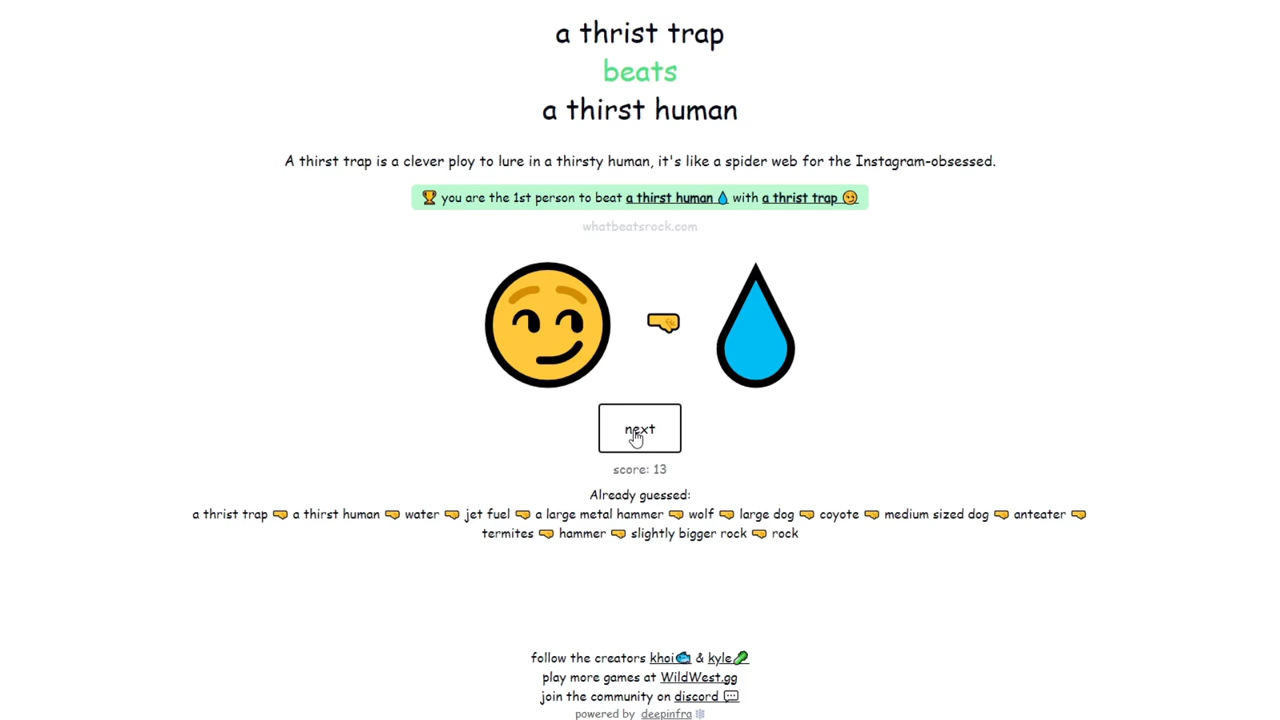 a thrist trap
beats
a thirst human
A thirst trap is a clever ploy to lure in a thirsty human, it's like a spider web for the Instagram-obsessed.
🏆 you are the 1st person to beat a thirst human 💧 with a thrist trap 😏
whatbeatsrock.com
next
score: 13
Already guessed:
a thrist trap 🤜 a thirst human 🤜 water 🤜 jet fuel 🤜 a large metal hammer 🤜 wolf 🤜 large dog 🤜 coyote 🤜 medium sized dog 🤜 anteater 🤜
termites 🤜 hammer 🤜 slightly bigger rock 🤜 rock
follow the creators khoi🐟 & kyle🥒
play more games at WildWest.gg
join the community on discord 💬
powered by deepinfra